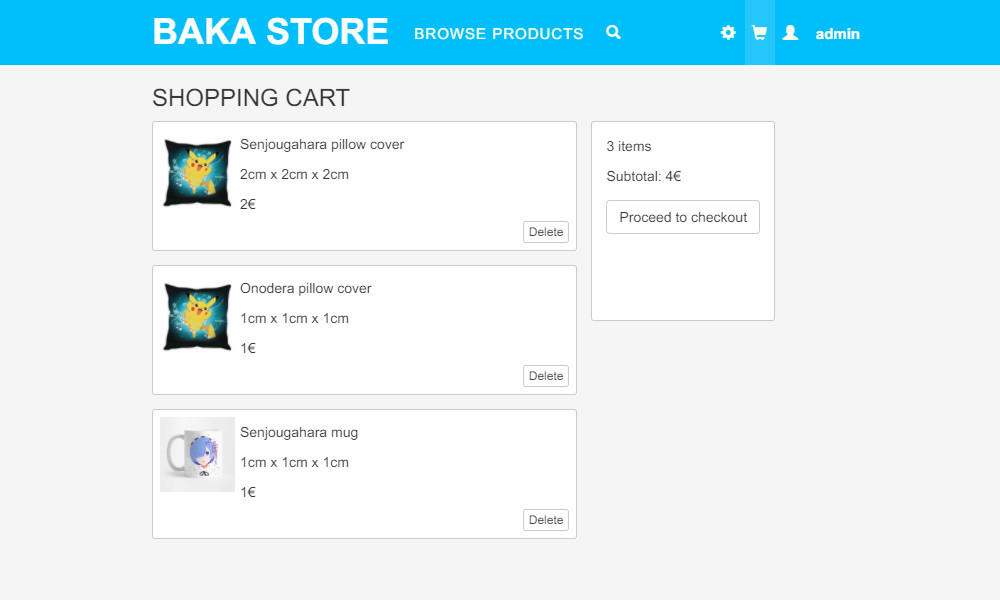 BAKA STORE BROWSE PRODUCTS admin
SHOPPING CART
Senjougahara pillow cover
2cm x 2cm x 2cm
2€
Delete
Onodera pillow cover
1cm x 1cm x 1cm
1€
Delete
Senjougahara mug
1cm x 1cm x 1cm
1€
Delete
3 items
Subtotal: 4€
Proceed to checkout